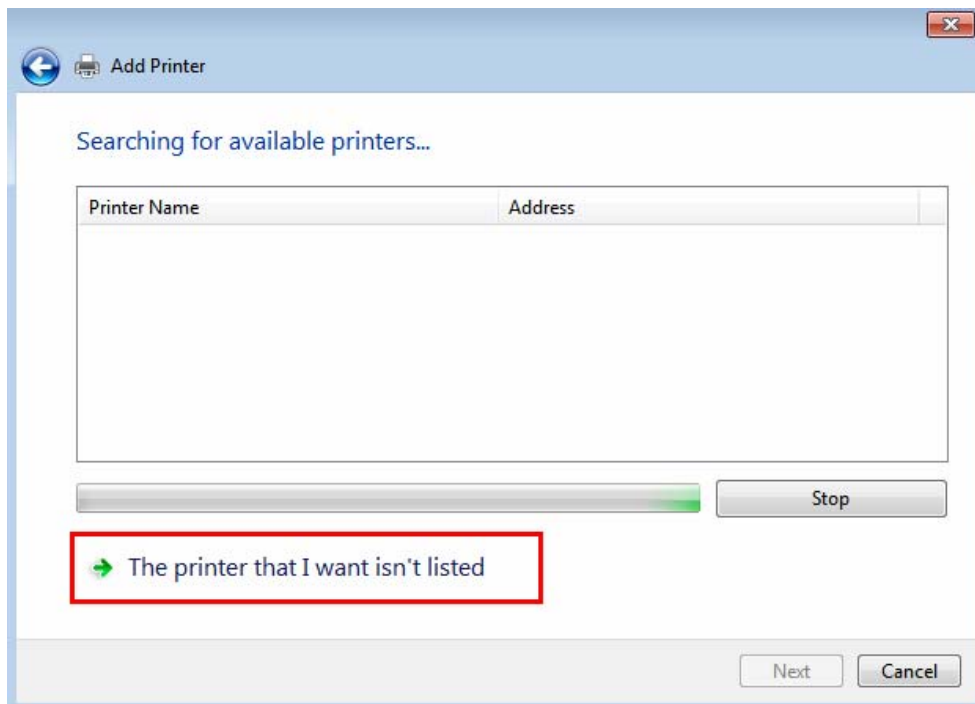 Add Printer
Searching for available printers...
Printer Name Address
Stop
The printer that I want isn't listed
Next Cancel